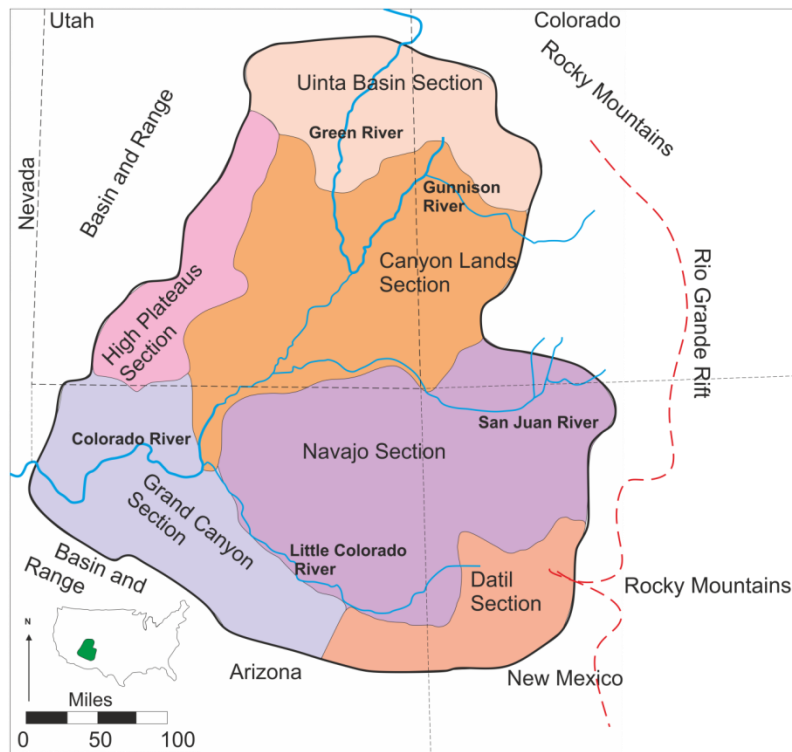 Utah
Colorado
Rocky Mountains
Uinta Basin Section
Basin and Range
Green River
Nevada
Gunnison
River
Canyon Lands
Section
Rio Grande Rift
High Plateaus
Section
Colorado River
San Juan River
Navajo Section
Grand Canyon
Section
Little Colorado
River
Basin and
Range
Datil
Section
Rocky Mountains
N
Arizona
New Mexico
Miles
0 50 100